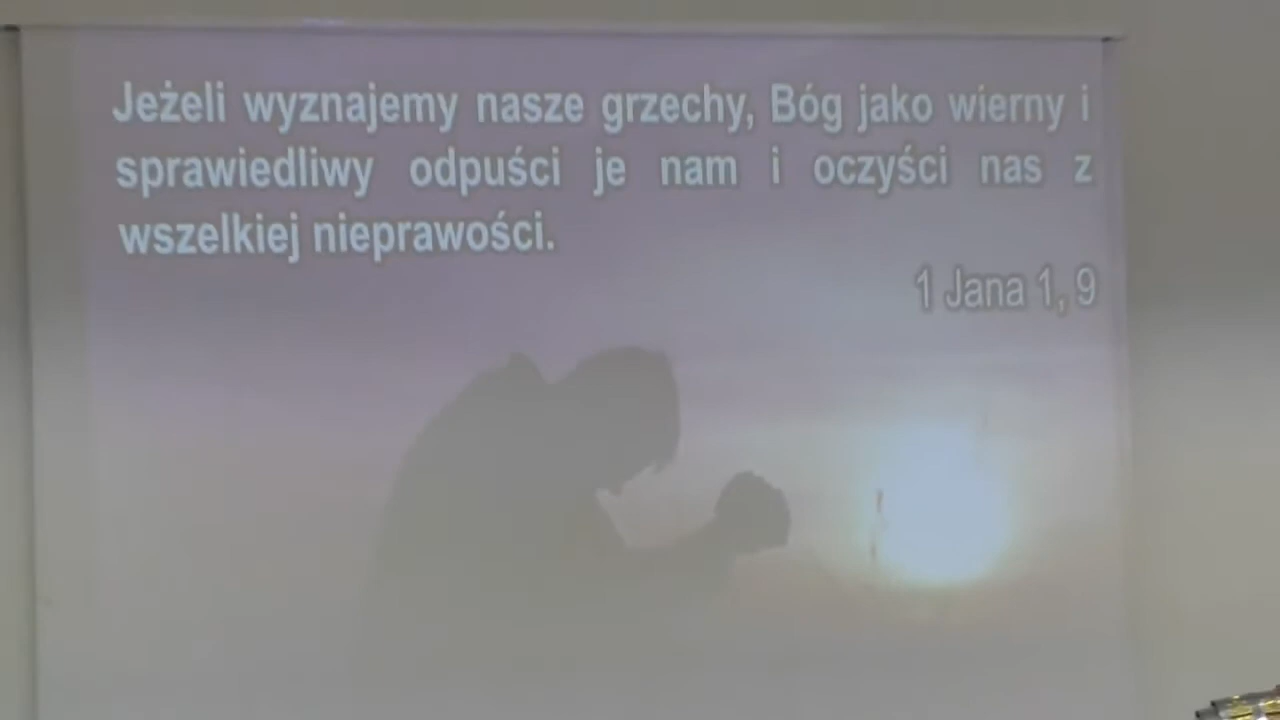 Jeżeli wyznajemy nasze grzechy, Bóg jako wierny i
sprawiedliwy odpuści je nam i oczyści nas z
wszelkiej nieprawości.
1 Jana 1, 9